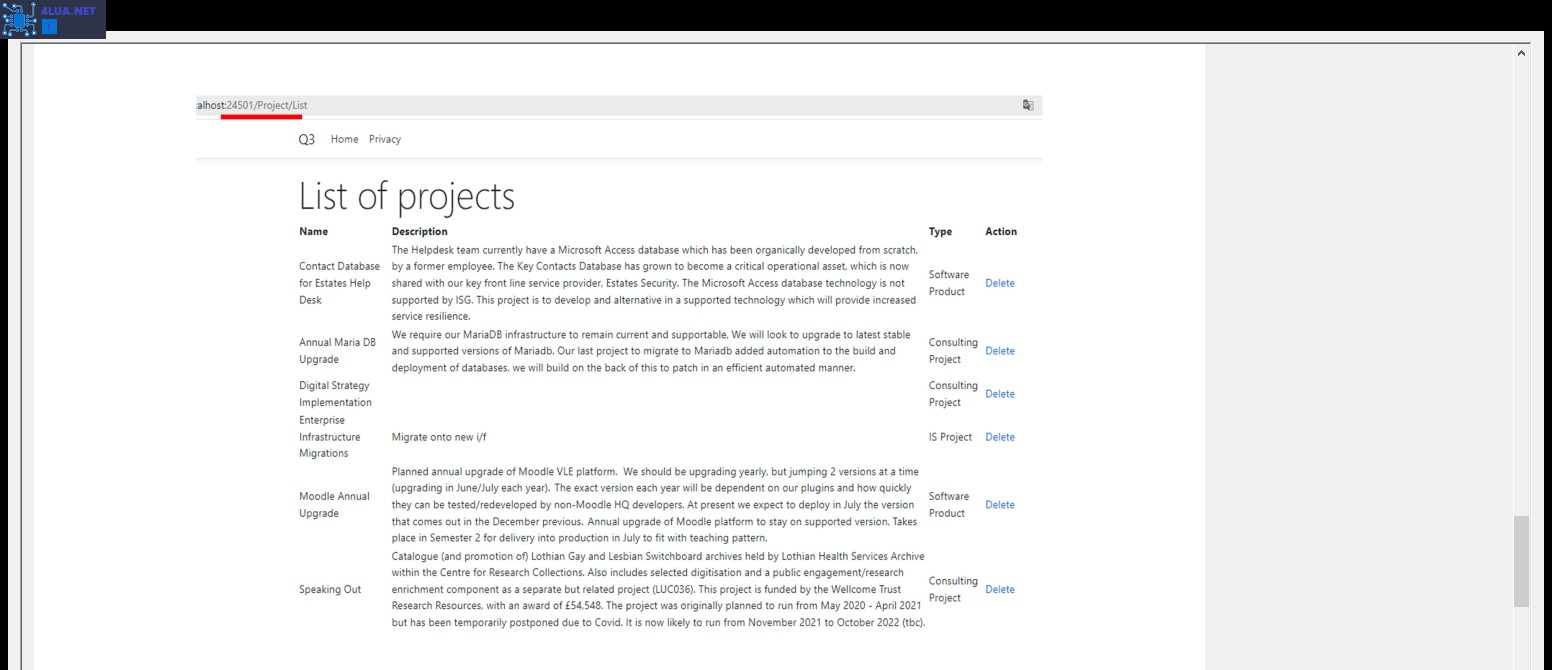 4LUA.NET
alhost:24501/Project/List
Q3 Home Privacy
List of projects
Name Description Type Action
Contact Database
for Estates Help
Desk
The Helpdesk team currently have a Microsoft Access database which has been organically developed from scratch,
by a former employee. The Key Contacts Database has grown to become a critical operational asset, which is now
shared with our key front line service provider, Estates Security. The Microsoft Access database technology is not
supported by ISG. This project is to develop and alternative in a supported technology which will provide increased
service resilience.
Software
Product
Delete
Annual Maria DB
Upgrade
We require our MariaDB infrastructure to remain current and supportable, We will look to upgrade to latest stable
and supported versions of Mariadb. Our last project to migrate to Mariadb added automation to the build and
deployment of databases, we will build on the back of this to patch in an efficient automated manner.
Consulting
Project
Delete
Digital Strategy
Implementation
Consulting
Project
Delete
Enterprise
Infrastructure
Migrations
Migrate onto new i/f
IS Project
Delete
Moodle Annual
Upgrade
Planned annual upgrade of Moodle VLE platform. We should be upgrading yearly, but jumping 2 versions at a time
(upgrading in June/July each year). The exact version each year will be dependent on our plugins and how quickly
they can be tested/redeveloped by non-Moodle HQ developers. At present we expect to deploy in July the version
that comes out in the December previous. Annual upgrade of Moodle platform to stay on supported version. Takes
place in Semester 2 for delivery into production in July to fit with teaching pattern.
Software
Product
Delete
Speaking Out
Catalogue (and promotion of) Lothian Gay and Lesbian Switchboard archives held by Lothian Health Services Archive
within the Centre for Research Collections. Also includes selected digitisation and a public engagement/research
enrichment component as a separate but related project (LUC036). This project is funded by the Wellcome Trust
Research Resources, with an award of £54,548. The project was originally planned to run from May 2020 - April 2021
but has been temporarily postponed due to Covid. It is now likely to run from November 2021 to October 2022 (tbc).
Consulting
Project
Delete